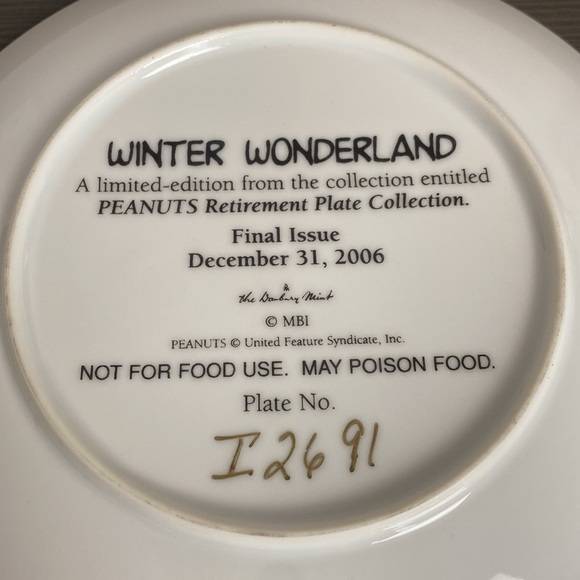 WINTER WONDERLAND
A limited-edition from the collection entitled
PEANUTS Retirement Plate Collection.
Final Issue
December 31, 2006
the Danbury Mint
© MBI
PEANUTS © United Feature Syndicate, Inc.
NOT FOR FOOD USE. MAY POISON FOOD.
Plate No.
I2691